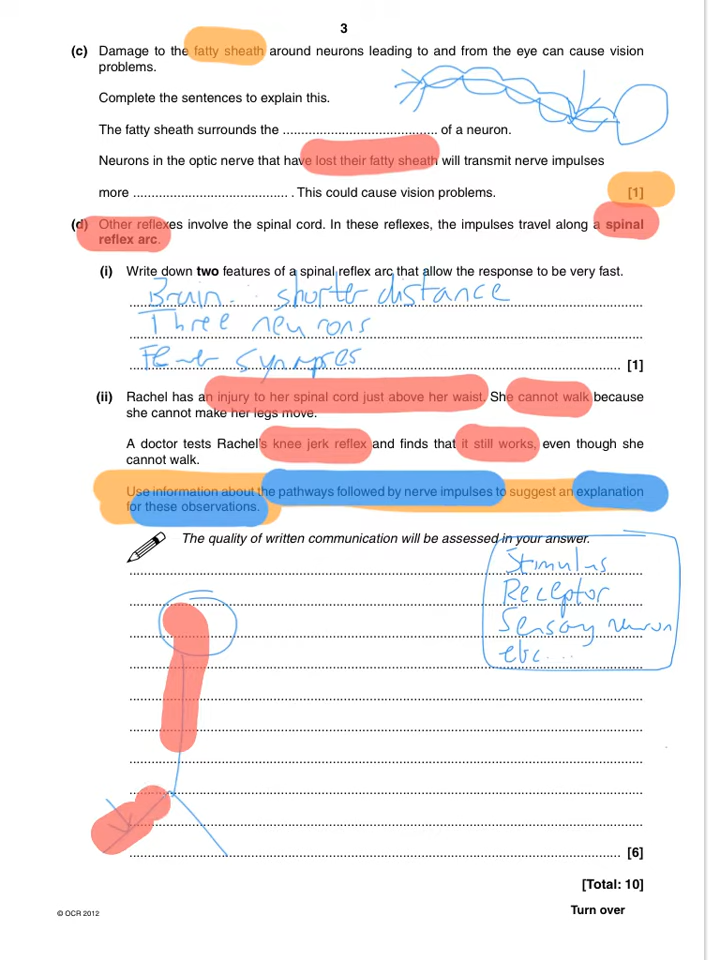 3
(c) Damage to the fatty sheath around neurons leading to and from the eye can cause vision
problems.
Complete the sentences to explain this.
The fatty sheath surrounds the .......................................... of a neuron.
Neurons in the optic nerve that have lost their fatty sheath will transmit nerve impulses
more .......................................... . This could cause vision problems. [1]
(d) Other reflexes involve the spinal cord. In these reflexes, the impulses travel along a spinal
reflex arc.
(i) Write down two features of a spinal reflex arc that allow the response to be very fast.
Brain. shorter distance
Three neurons
Synapses
[1]
(ii) Rachel has an injury to her spinal cord just above her waist. She cannot walk because
she cannot make her legs move.
A doctor tests Rachel's knee jerk reflex and finds that it still works, even though she
cannot walk.
Use information about the pathways followed by nerve impulses to suggest an explanation
for these observations.
The quality of written communication will be assessed in your answer.
Stimulus
Receptor
Sensory neuron
etc...
[6]
[Total: 10]
© OCR 2012 Turn over